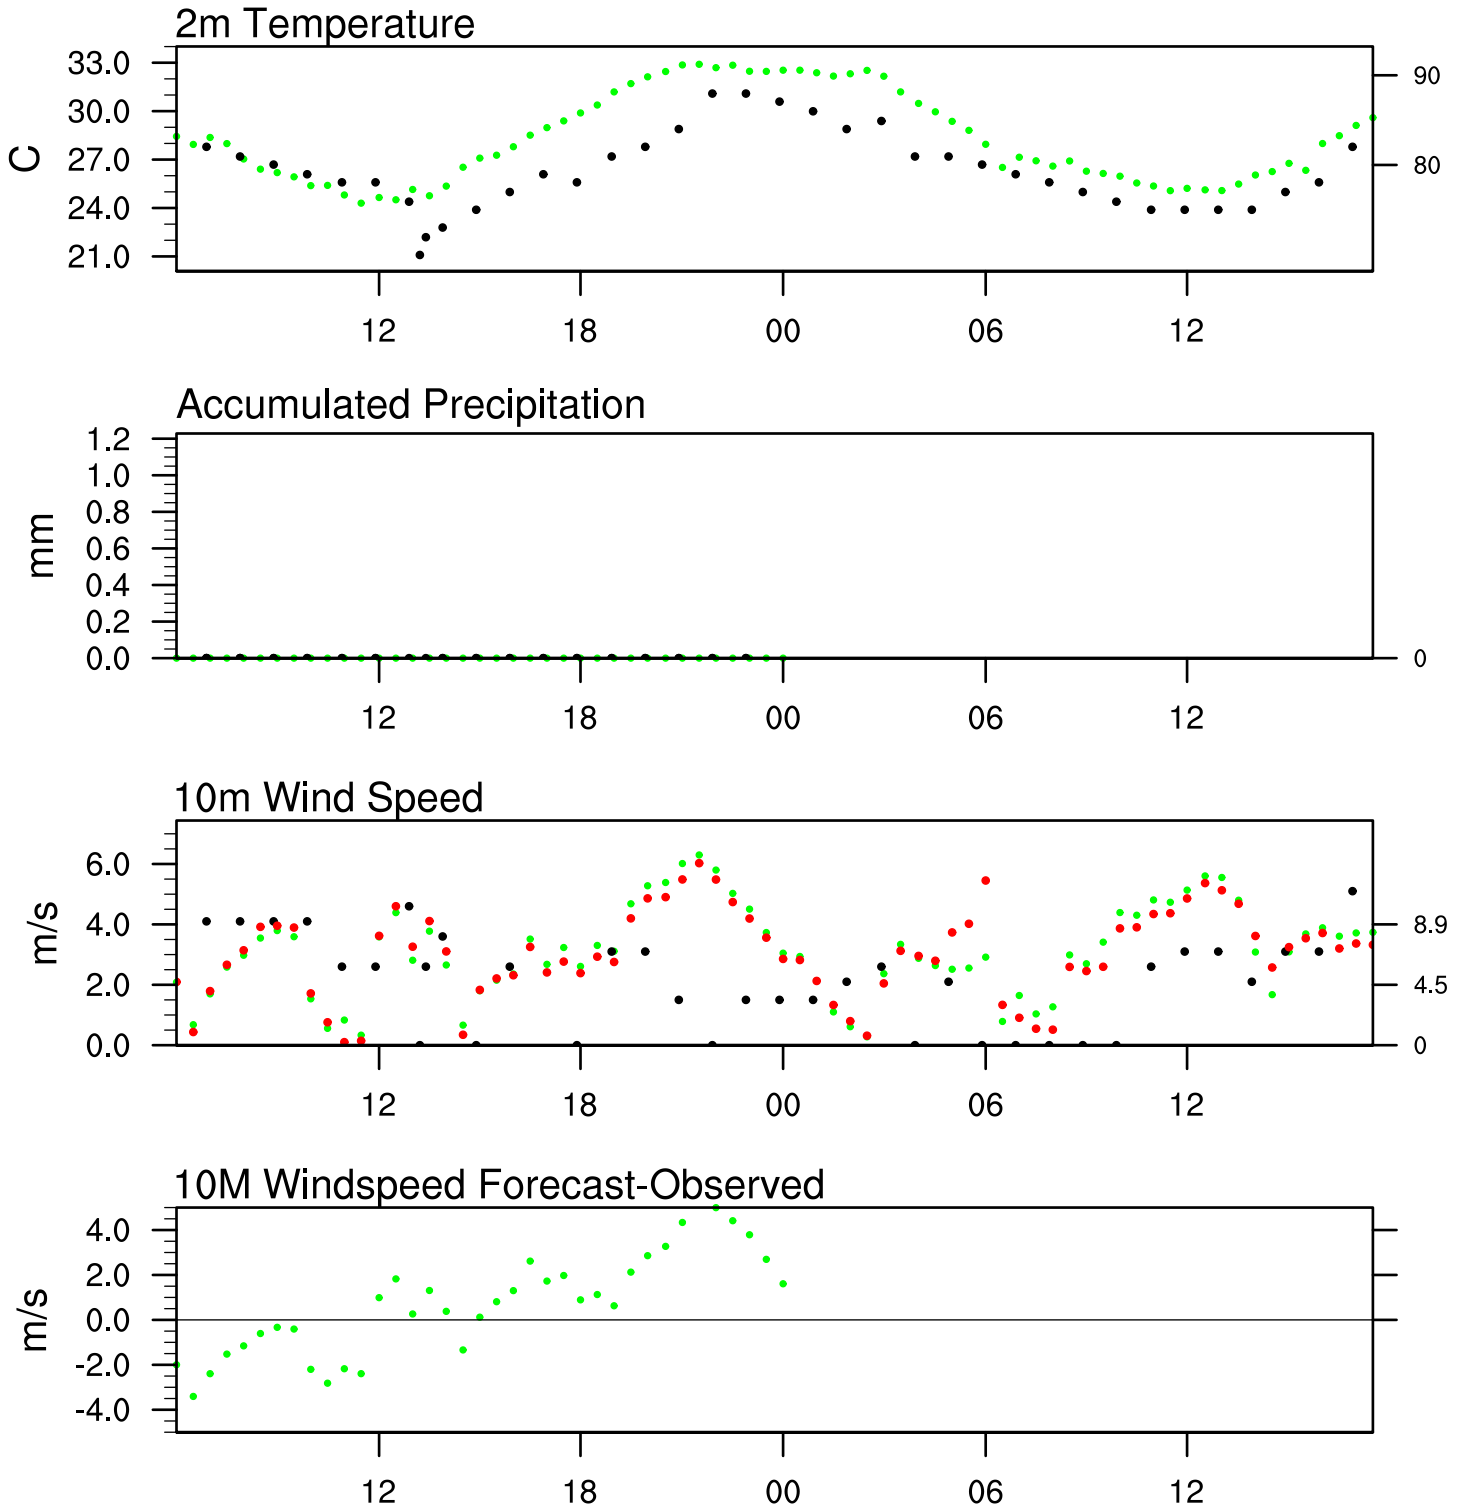 2m Temperature
33.0
30.0
27.0
24.0
21.0
C
90
80
12 18 00 06 12
Accumulated Precipitation
1.2
1.0
0.8
0.6
0.4
0.2
0.0
mm
0
12 18 00 06 12
10m Wind Speed
6.0
4.0
2.0
0.0
m/s
8.9
4.5
0
12 18 00 06 12
10M Windspeed Forecast-Observed
4.0
2.0
0.0
-2.0
-4.0
m/s
12 18 00 06 12